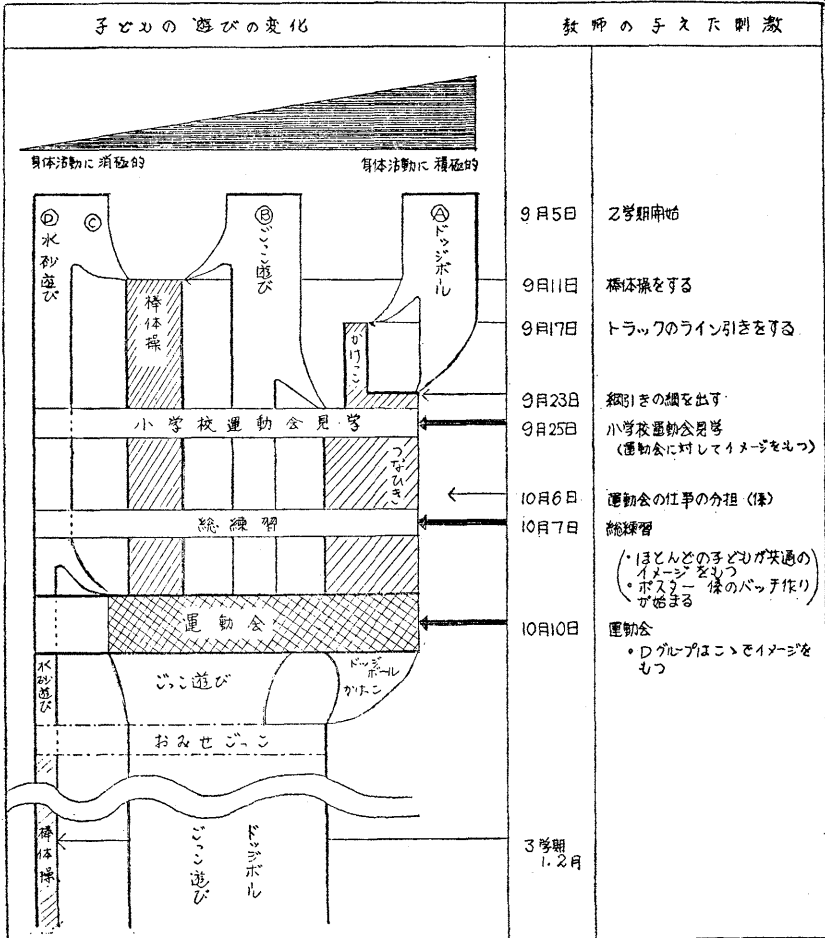 子どもの遊びの変化
教師の与えた刺激
身体活動に消極的
身体活動に積極的
Ⓓ水砂遊び
Ⓒ
Ⓑごっこ遊び
Ⓐドッジボール
9月5日 2学期開始
棒体操
9月11日 棒体操をする
かけっこ
9月17日 トラックのライン引きをする
9月23日 綱引きの綱を出す
小学校運動会見学
9月25日 小学校運動会見学
(運動会に対してイメージをもつ)
つなひき
10月6日 運動会の仕事の分担(係)
総練習
10月7日 総練習
・ほとんどの子どもが共通の
イメージをもつ
・ポスター 係のバッチ作り
が始まる
運動会
10月10日 運動会
・Dグループはこゝでイメージを
もつ
水砂遊び
ごっこ遊び
ドッジ
ボール
かけっこ
おみせごっこ
棒体操
ごっこ遊び
ドッジボール
3学期
1.2月